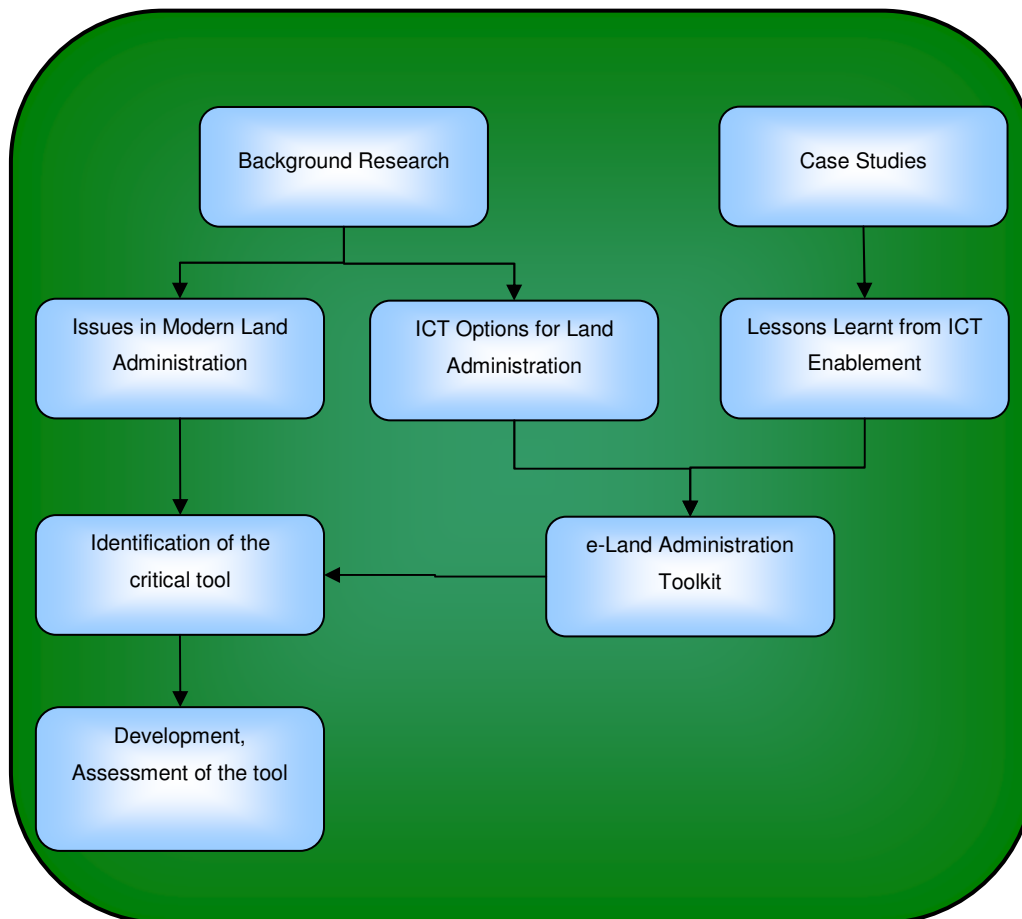 Background Research
Case Studies
Issues in Modern Land
Administration
ICT Options for Land
Administration
Lessons Learnt from ICT
Enablement
Identification of the
critical tool
e-Land Administration
Toolkit
Development,
Assessment of the tool